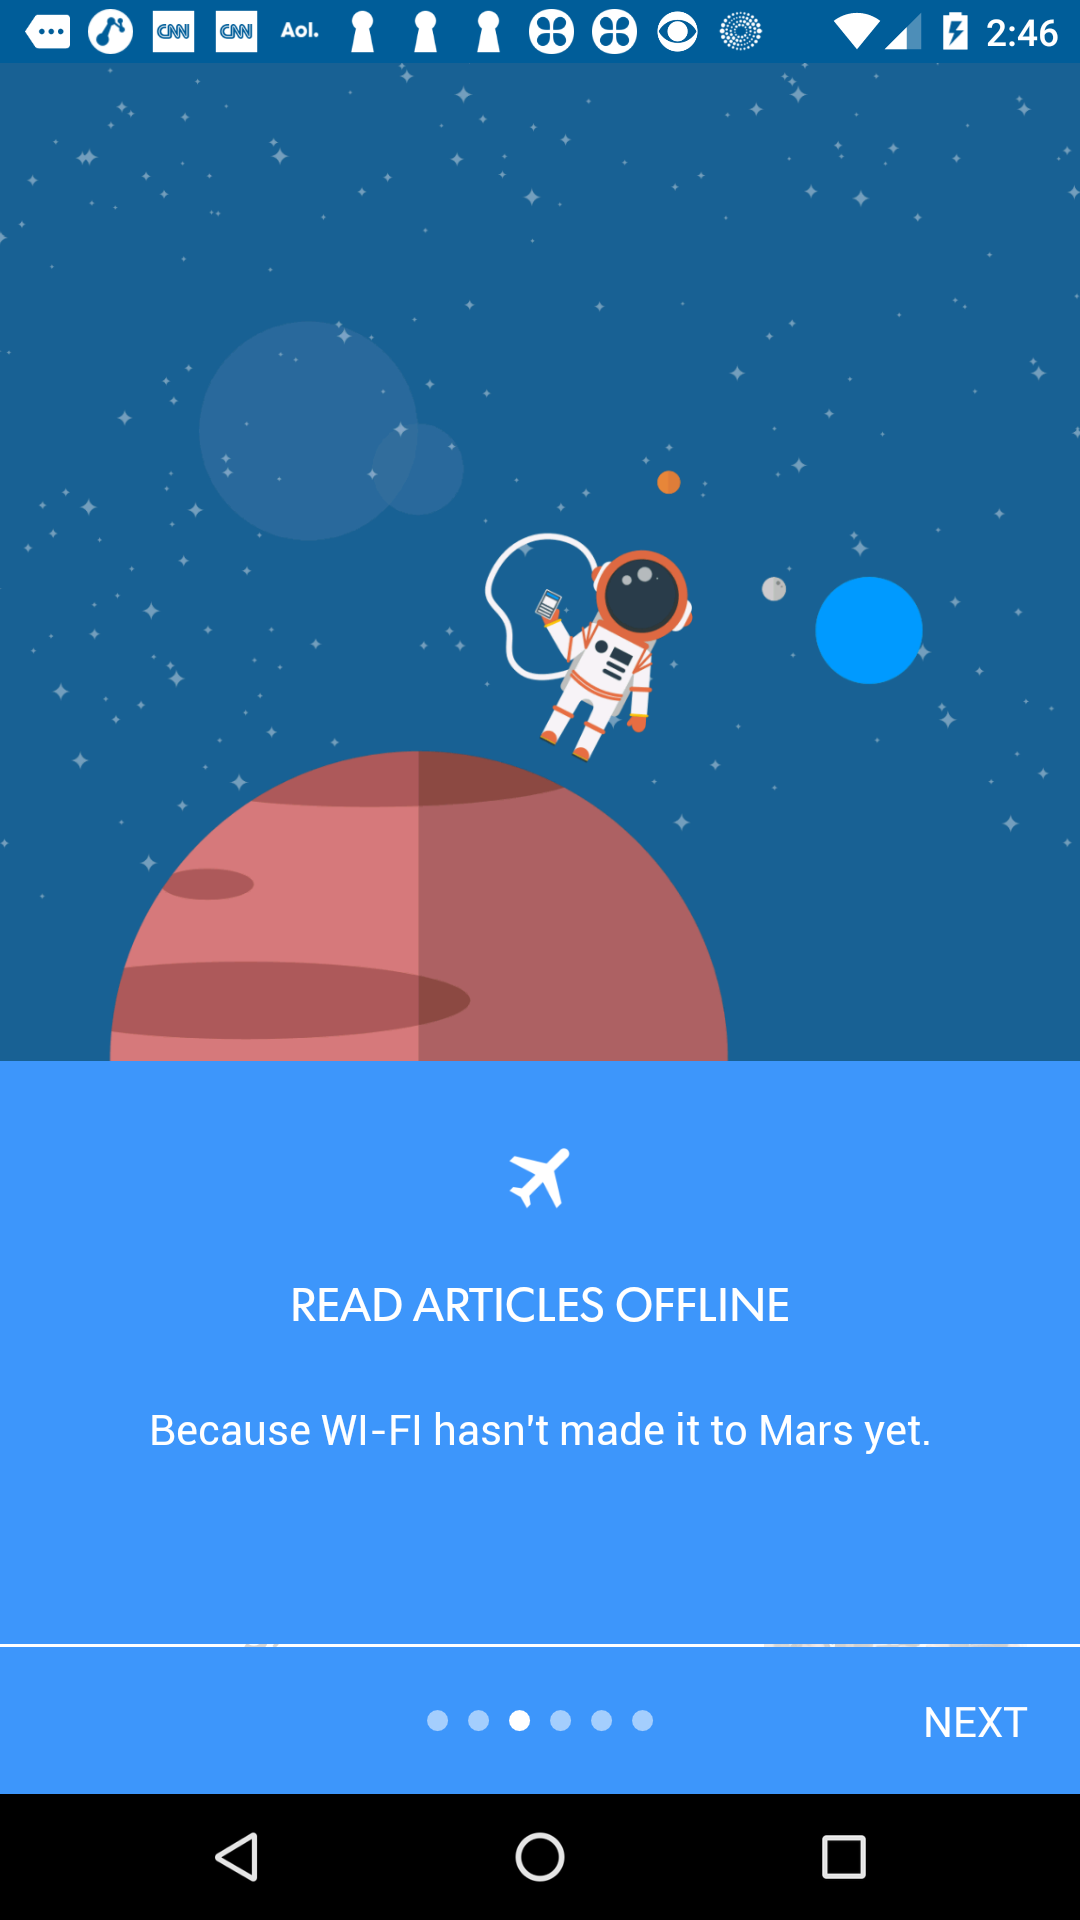 CNN CNN Aol. 2:46
READ ARTICLES OFFLINE
Because WI-FI hasn't made it to Mars yet.
NEXT